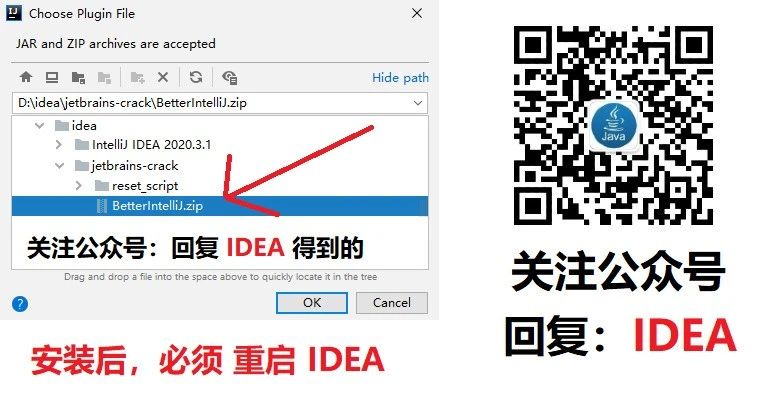 IJ
Choose Plugin File
JAR and ZIP archives are accepted
Hide path
D:\idea\jetbrains-crack\BetterIntelliJ.zip
idea
IntelliJ IDEA 2020.3.1
jetbrains-crack
reset_script
BetterIntelliJ.zip
关注公众号：回复 IDEA 得到的
Drag and drop a file into the space above to quickly locate it in the tree
?
OK
Cancel
安装后，必须 重启 IDEA
Java
关注公众号
回复：IDEA